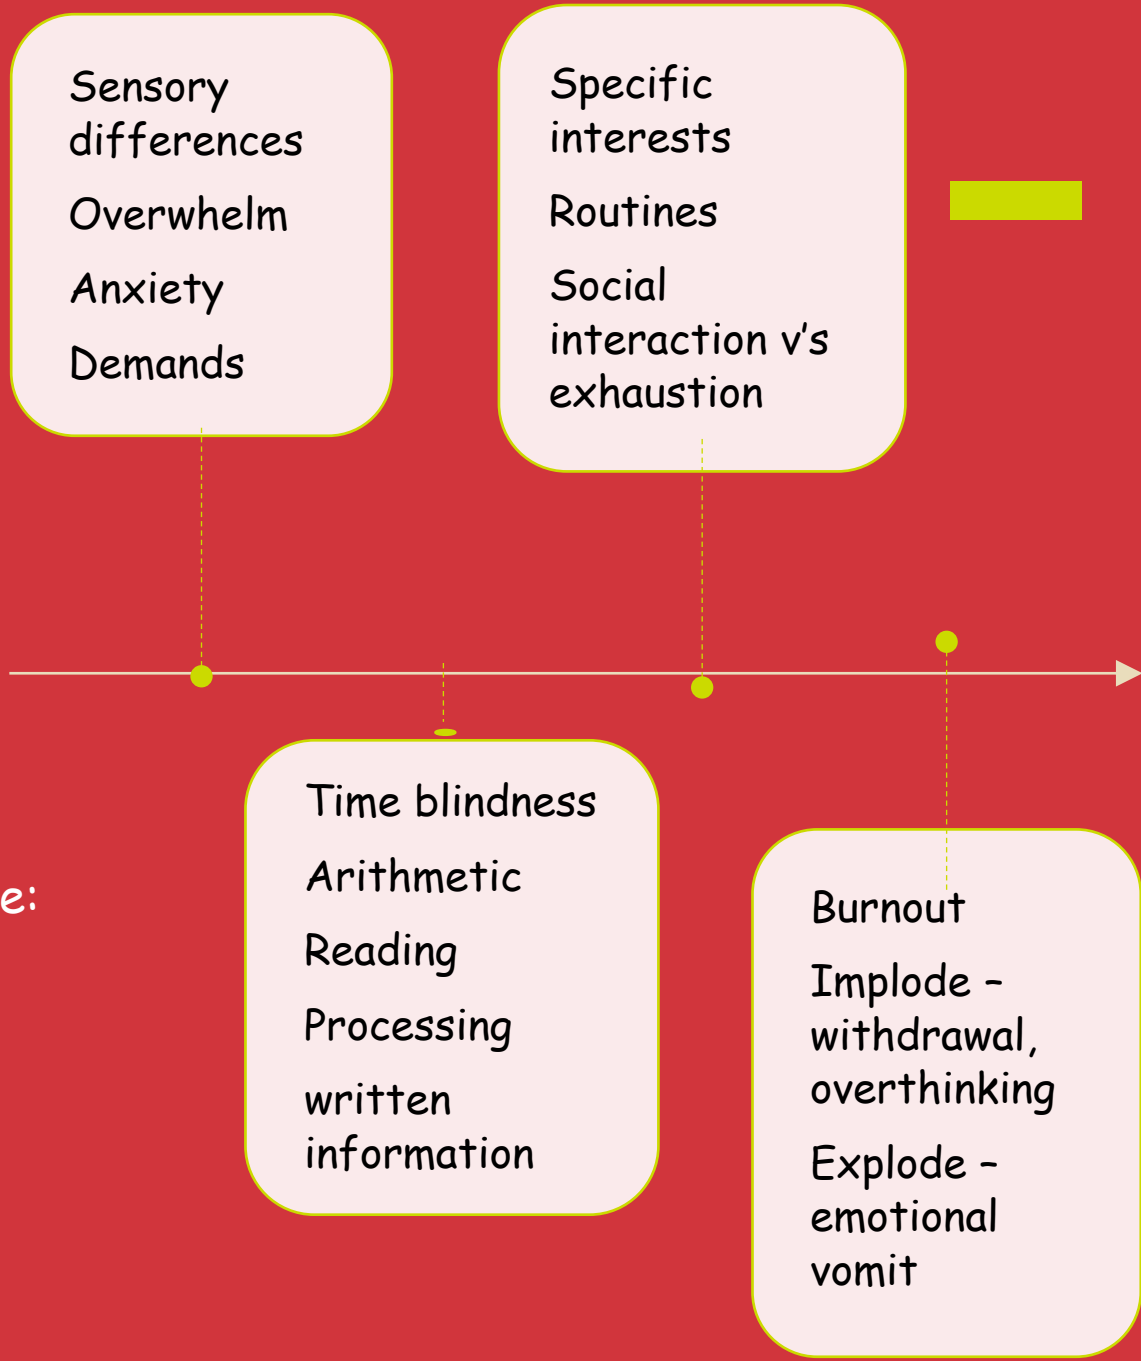 Sensory
differences
Overwhelm
Anxiety
Demands
Specific
interests
Routines
Social
interaction v’s
exhaustion
e:
Time blindness
Arithmetic
Reading
Processing
written
information
Burnout
Implode –
withdrawal,
overthinking
Explode –
emotional
vomit